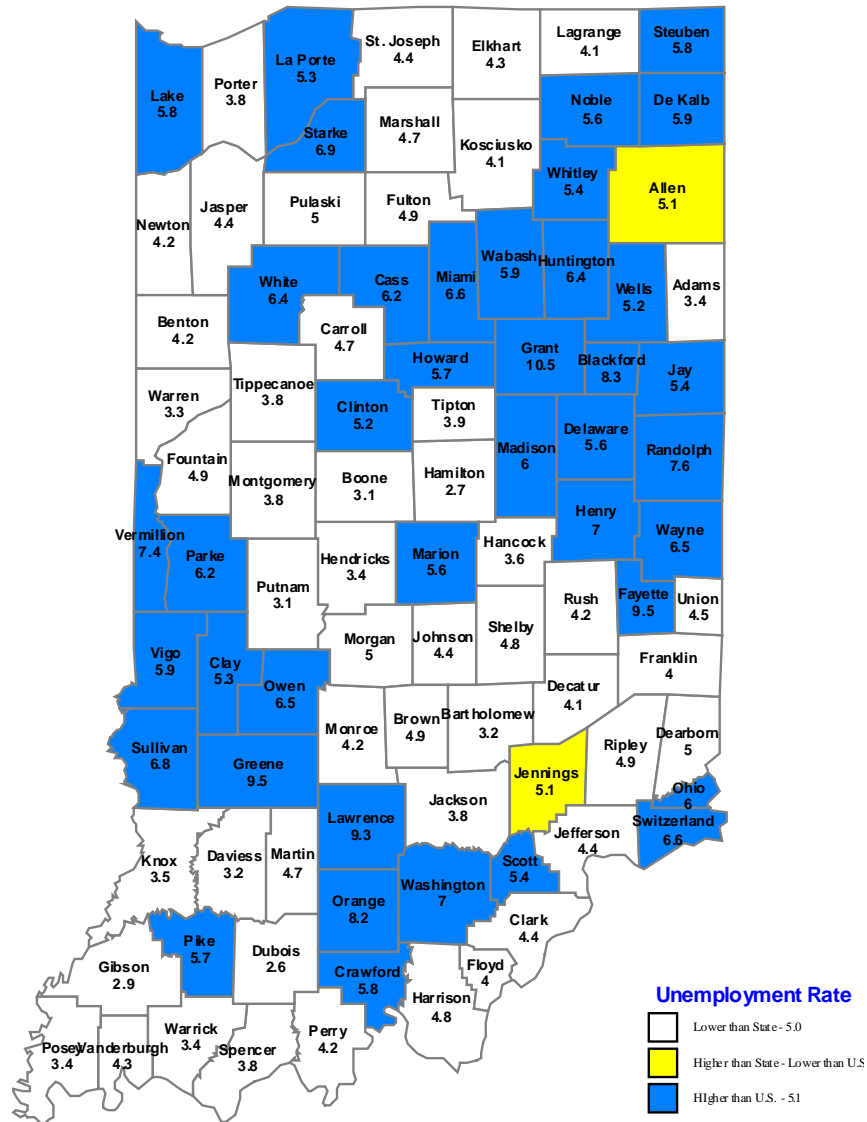 St. Joseph
4.4
Elkhart
4.3
Lagrange
4.1
Steuben
5.8
La Porte
5.3
Lake
5.8
Porter
3.8
Noble
5.6
De Kalb
5.9
Starke
6.9
Marshall
4.7
Kosciusko
4.1
Whitley
5.4
Allen
5.1
Newton
4.2
Jasper
4.4
Pulaski
5
Fulton
4.9
White
6.4
Cass
6.2
Miami
6.6
Wabash
5.9
Huntington
6.4
Wells
5.2
Adams
3.4
Benton
4.2
Carroll
4.7
Howard
5.7
Grant
10.5
Blackford
8.3
Jay
5.4
Warren
3.3
Tippecanoe
3.8
Clinton
5.2
Tipton
3.9
Madison
6
Delaware
5.6
Randolph
7.6
Fountain
4.9
Montgomery
3.8
Boone
3.1
Hamilton
2.7
Vermillion
7.4
Parke
6.2
Hendricks
3.4
Marion
5.6
Hancock
3.6
Henry
7
Wayne
6.5
Putnam
3.1
Rush
4.2
Fayette
9.5
Union
4.5
Vigo
5.9
Clay
5.3
Owen
6.5
Morgan
5
Johnson
4.4
Shelby
4.8
Franklin
4
Decatur
4.1
Sullivan
6.8
Greene
9.5
Monroe
4.2
Brown
4.9
Bartholomew
3.2
Jennings
5.1
Ripley
4.9
Dearborn
5
Ohio
6
Switzerland
6.6
Jackson
3.8
Jefferson
4.4
Lawrence
9.3
Knox
3.5
Daviess
3.2
Martin
4.7
Orange
8.2
Washington
7
Scott
5.4
Clark
4.4
Pike
5.7
Dubois
2.6
Crawford
5.8
Floyd
4
Harrison
4.8
Gibson
2.9
Posey
3.4
Vanderburgh
4.3
Warrick
3.4
Spencer
3.8
Perry
4.2
Unemployment Rate
Lower than State - 5.0
Higher than State - Lower than U.S
HIgher than U.S. - 5.1